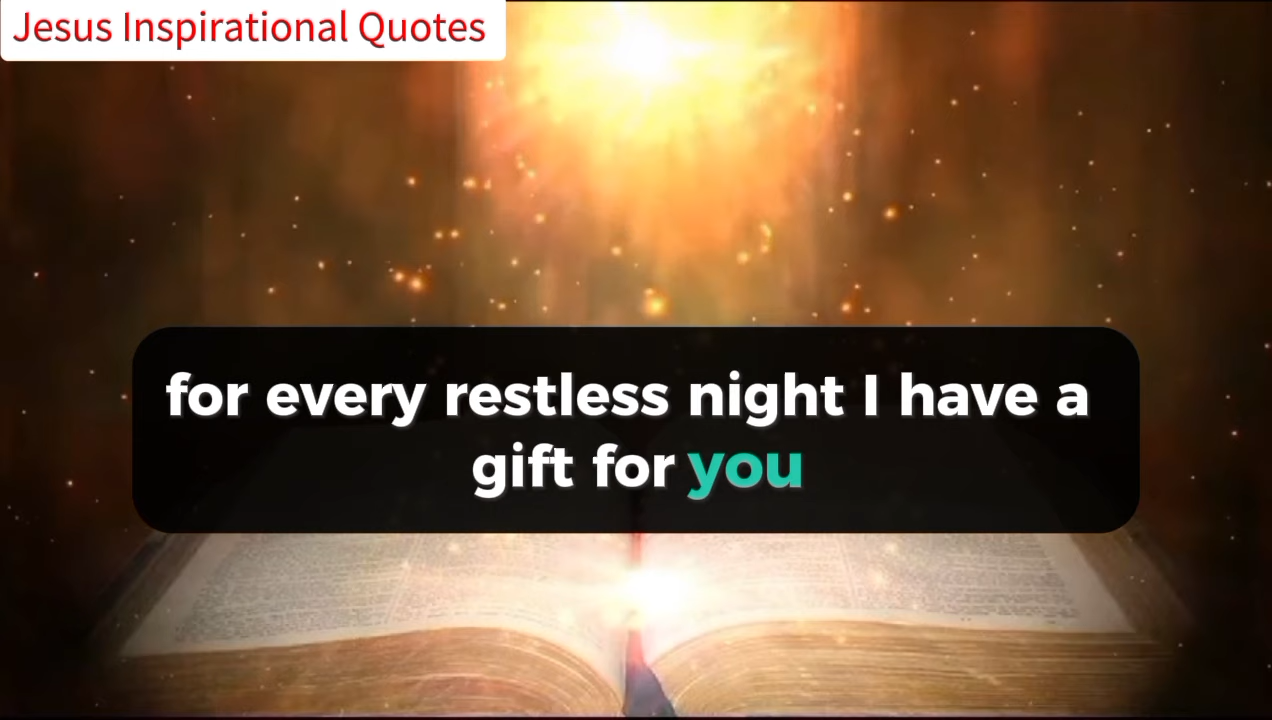 Jesus Inspirational Quotes
for every restless night I have a
gift for you